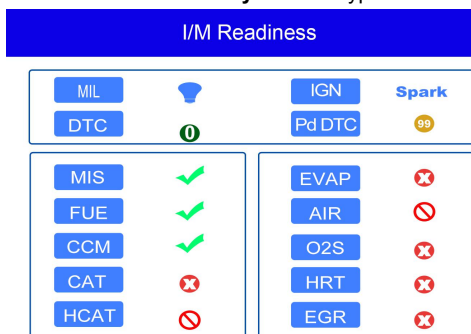 I/M Readiness
MIL IGN Spark
DTC 0 Pd DTC 99
MIS EVAP
FUE AIR
CCM O2S
CAT HRT
HCAT EGR